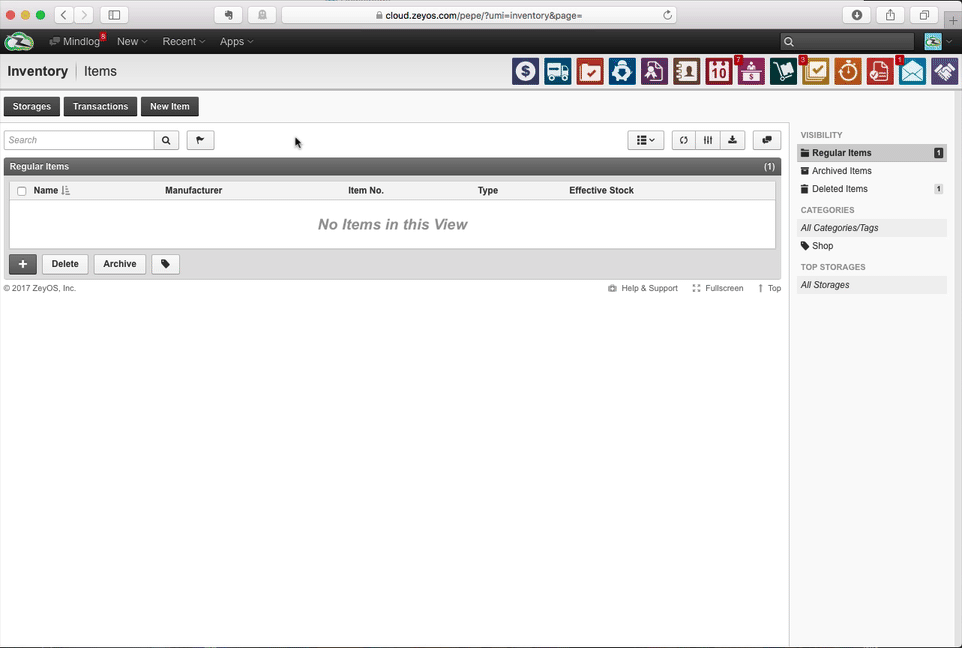 cloud.zeyos.com/pepe/?umi=inventory&page=
Mindlog 8 New Recent Apps
Inventory Items
$ 10 7 $ 3 1
Storages Transactions New Item
Search
Regular Items (1)
Name Manufacturer Item No. Type Effective Stock
No Items in this View
+ Delete Archive
© 2017 ZeyOS, Inc. Help & Support Fullscreen Top
VISIBILITY
Regular Items 1
Archived Items
Deleted Items 1
CATEGORIES
All Categories/Tags
Shop
TOP STORAGES
All Storages